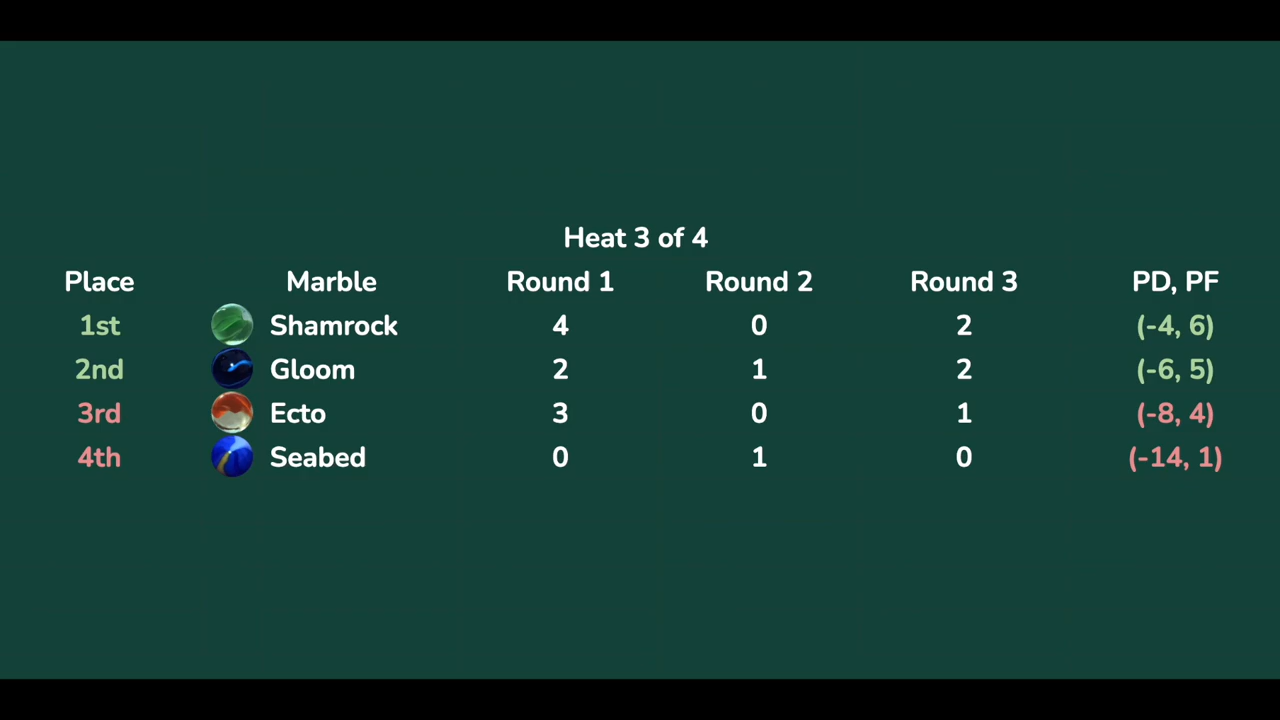 Heat 3 of 4
Place Marble Round 1 Round 2 Round 3 PD, PF
1st Shamrock 4 0 2 (-4, 6)
2nd Gloom 2 1 2 (-6, 5)
3rd Ecto 3 0 1 (-8, 4)
4th Seabed 0 1 0 (-14, 1)